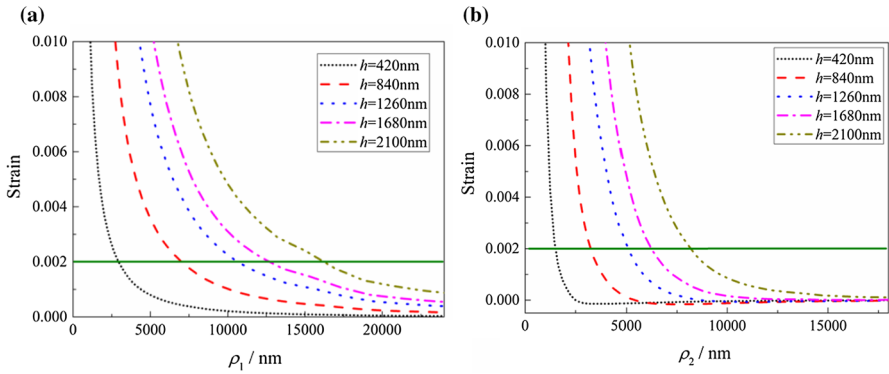 (a)
0.010
0.008
0.006
0.004
0.002
0.000
Strain
0
5000
10000
15000
20000
ρ1 / nm
h=420nm
h=840nm
h=1260nm
h=1680nm
h=2100nm
(b)
0.010
0.008
0.006
0.004
0.002
0.000
Strain
0
5000
10000
15000
ρ2 / nm
h=420nm
h=840nm
h=1260nm
h=1680nm
h=2100nm